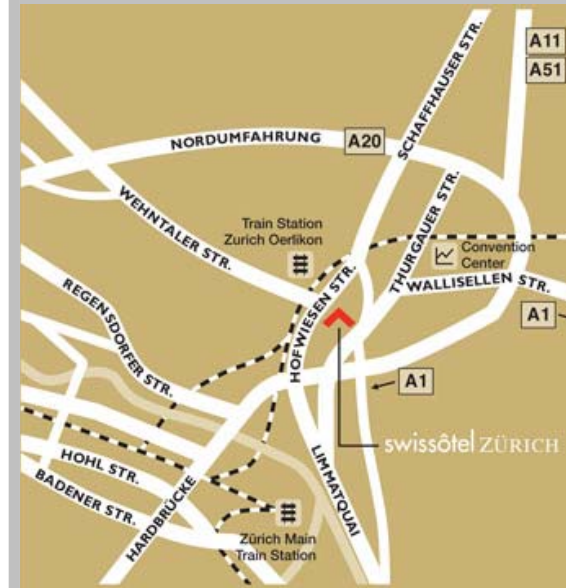 A11
A51
SCHAFFHAUSER STR.
NORDUMFAHRUNG
A20
WEHNTALER STR.
Train Station
Zurich Oerlikon
THURGAUER STR.
Convention
Center
WALLISELLEN STR.
HOFWIESEN STR.
REGENSDORFER STR.
A1
A1
swissôtel ZÜRICH
LIMMATQUAI
HOHL STR.
BADENER STR.
HARDBRÜCKE
Zürich Main
Train Station